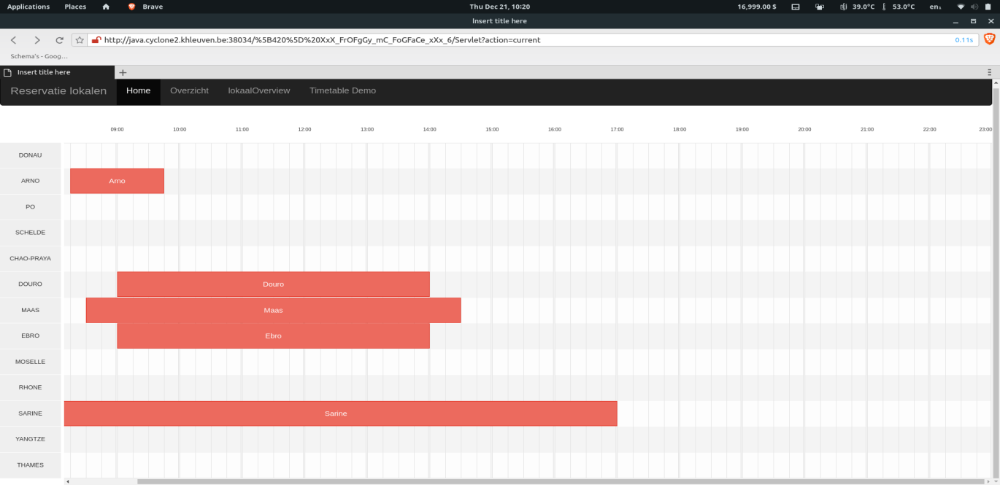 Applications Places Brave Thu Dec 21, 10:20 16,999.00 $ 39.0°C 53.0°C en₁
Insert title here
http://java.cyclone2.khleuven.be:38034/%5B420%5D%20XxX_FrOFgGy_mC_FoGFaCe_xXx_6/Servlet?action=current 0.11s
Schema's - Goog...
Insert title here
Reservatie lokalen Home Overzicht lokaalOverview Timetable Demo
09:00 10:00 11:00 12:00 13:00 14:00 15:00 16:00 17:00 18:00 19:00 20:00 21:00 22:00 23:00
DONAU
ARNO Arno
PO
SCHELDE
CHAO-PRAYA
DOURO Douro
MAAS Maas
EBRO Ebro
MOSELLE
RHONE
SARINE Sarine
YANGTZE
THAMES